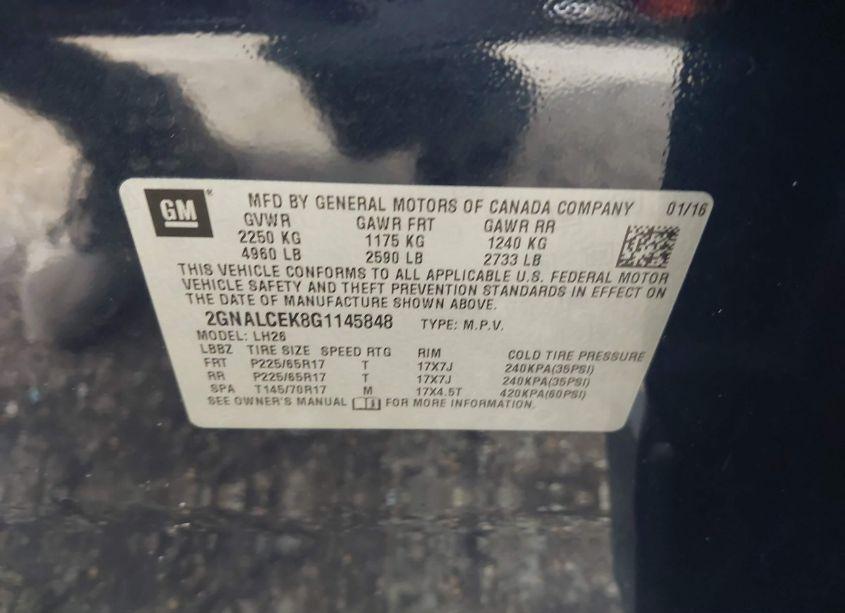 GM ® MFD BY GENERAL MOTORS OF CANADA COMPANY 01/16
GVWR GAWR FRT GAWR RR
2250 KG 1175 KG 1240 KG
4960 LB 2590 LB 2733 LB
THIS VEHICLE CONFORMS TO ALL APPLICABLE U.S. FEDERAL MOTOR
VEHICLE SAFETY AND THEFT PREVENTION STANDARDS IN EFFECT ON
THE DATE OF MANUFACTURE SHOWN ABOVE.
2GNALCEK8G1145848 TYPE: M.P.V.
MODEL: LH26
LBBZ TIRE SIZE SPEED RTG RIM COLD TIRE PRESSURE
FRT P225/65R17 T 17X7J 240KPA(35PSI)
RR P225/65R17 T 17X7J 240KPA(35PSI)
SPA T145/70R17 M 17X4.5T 420KPA(60PSI)
SEE OWNER'S MANUAL FOR MORE INFORMATION.